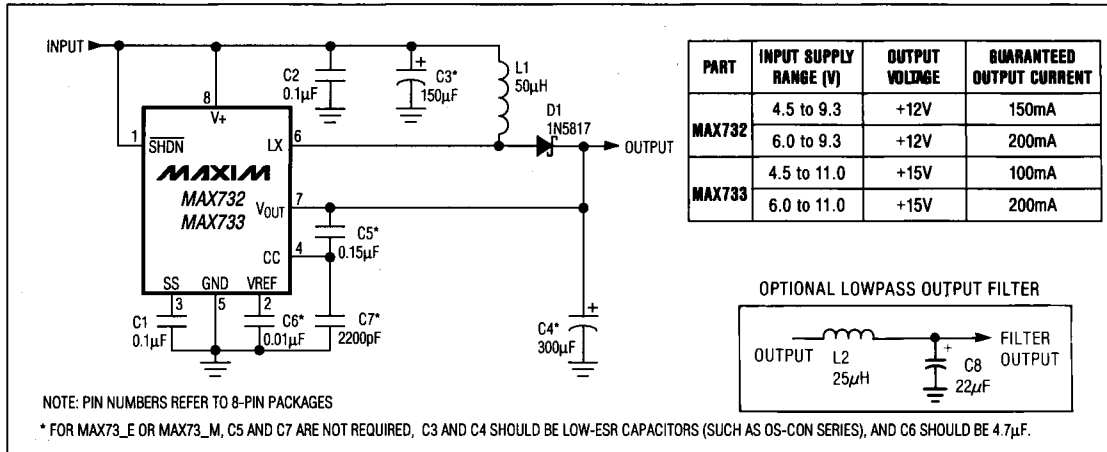 INPUT
C2
0.1µF
+
C3*
150µF
L1
50µH
D1
1N5817
OUTPUT
8
V+
1
SHDN
LX
6
MAXIM
MAX732
MAX733
VOUT
7
C5*
0.15µF
CC
4
SS
GND
VREF
3
5
2
C1
0.1µF
C6*
0.01µF
C7*
2200pF
+
C4*
300µF
PART INPUT SUPPLY RANGE (V) OUTPUT VOLTAGE GUARANTEED OUTPUT CURRENT
MAX732 4.5 to 9.3 +12V 150mA
6.0 to 9.3 +12V 200mA
MAX733 4.5 to 11.0 +15V 100mA
6.0 to 11.0 +15V 200mA
OPTIONAL LOWPASS OUTPUT FILTER
OUTPUT
L2
25µH
+
C8
22µF
FILTER
OUTPUT
NOTE: PIN NUMBERS REFER TO 8-PIN PACKAGES
* FOR MAX73_E OR MAX73_M, C5 AND C7 ARE NOT REQUIRED, C3 AND C4 SHOULD BE LOW-ESR CAPACITORS (SUCH AS OS-CON SERIES), AND C6 SHOULD BE 4.7µF.